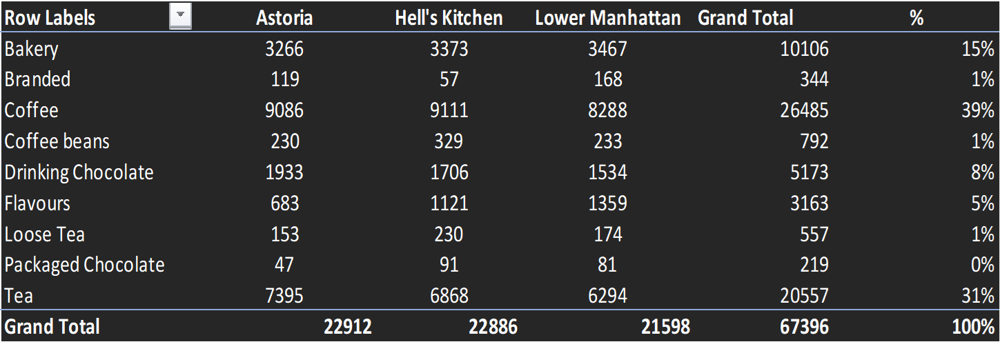 Row Labels Astoria Hell's Kitchen Lower Manhattan Grand Total %
Bakery 3266 3373 3467 10106 15%
Branded 119 57 168 344 1%
Coffee 9086 9111 8288 26485 39%
Coffee beans 230 329 233 792 1%
Drinking Chocolate 1933 1706 1534 5173 8%
Flavours 683 1121 1359 3163 5%
Loose Tea 153 230 174 557 1%
Packaged Chocolate 47 91 81 219 0%
Tea 7395 6868 6294 20557 31%
Grand Total 22912 22886 21598 67396 100%